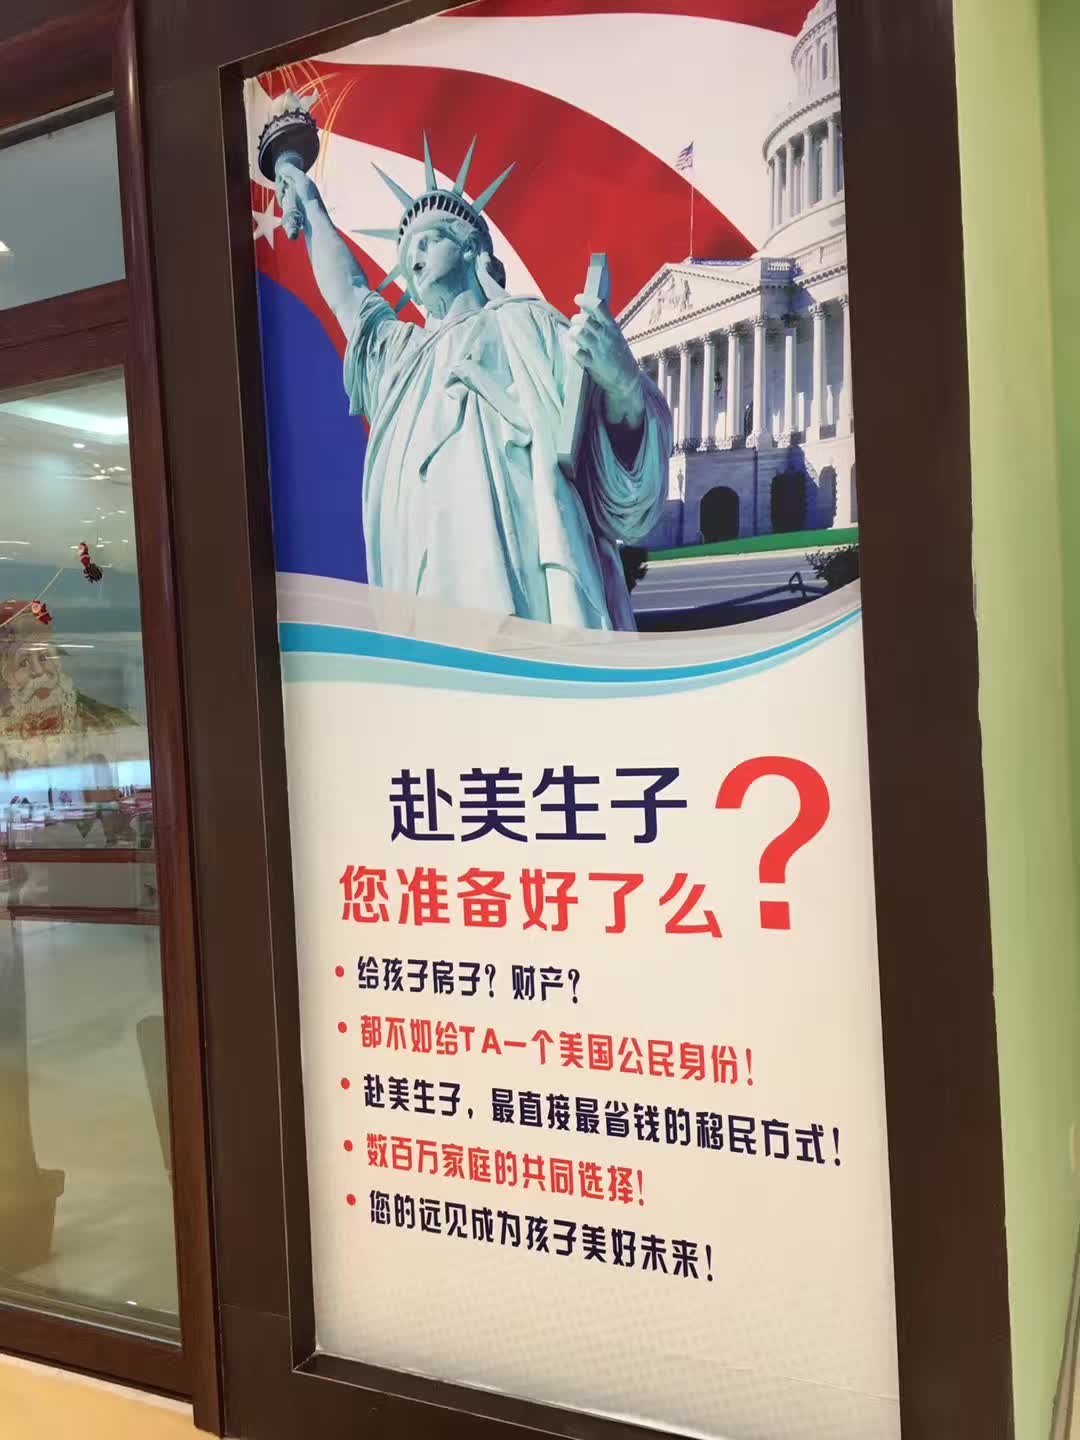 赴美生子?
您准备好了么
• 给孩子房子?财产?
• 都不如给TA一个美国公民身份!
• 赴美生子,最直接最省钱的移民方式!
• 数百万家庭的共同选择!
• 您的远见成为孩子美好未来!